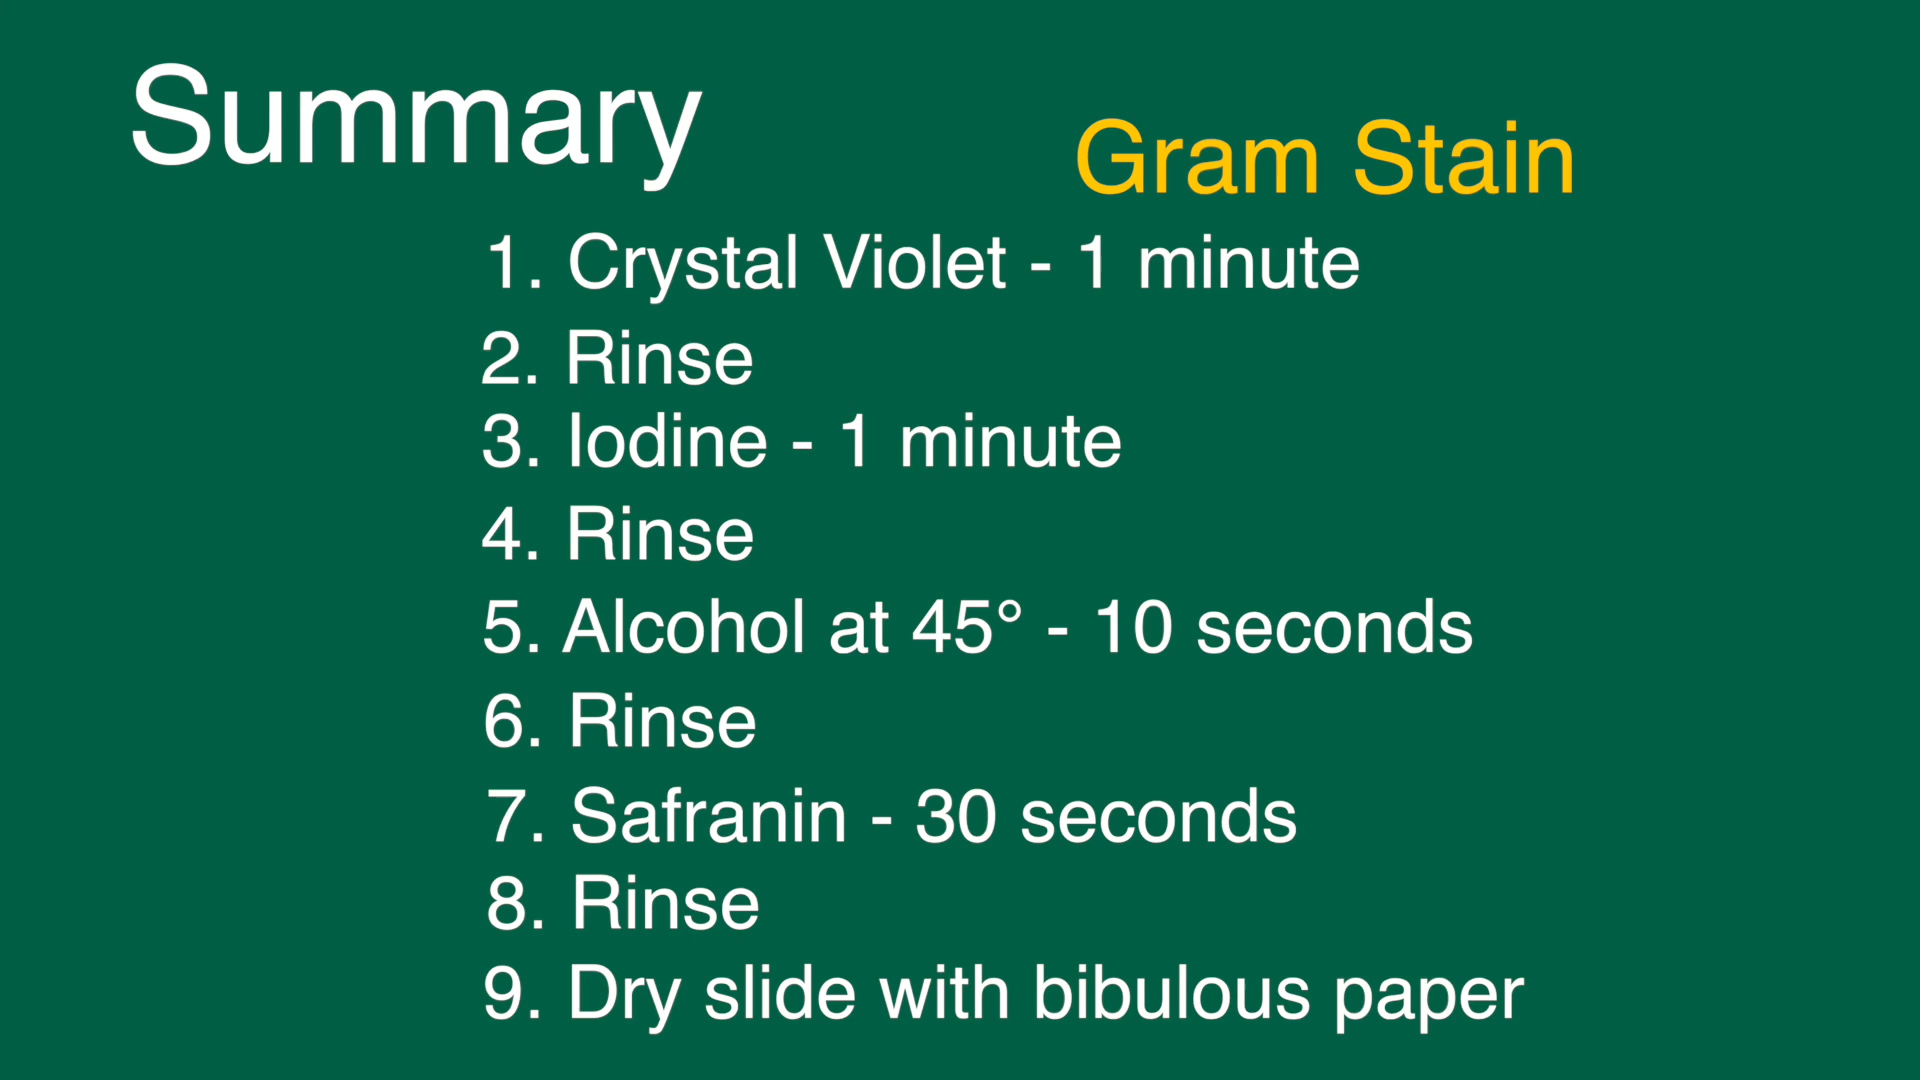 Summary
Gram Stain
1. Crystal Violet - 1 minute
2. Rinse
3. Iodine - 1 minute
4. Rinse
5. Alcohol at 45° - 10 seconds
6. Rinse
7. Safranin - 30 seconds
8. Rinse
9. Dry slide with bibulous paper